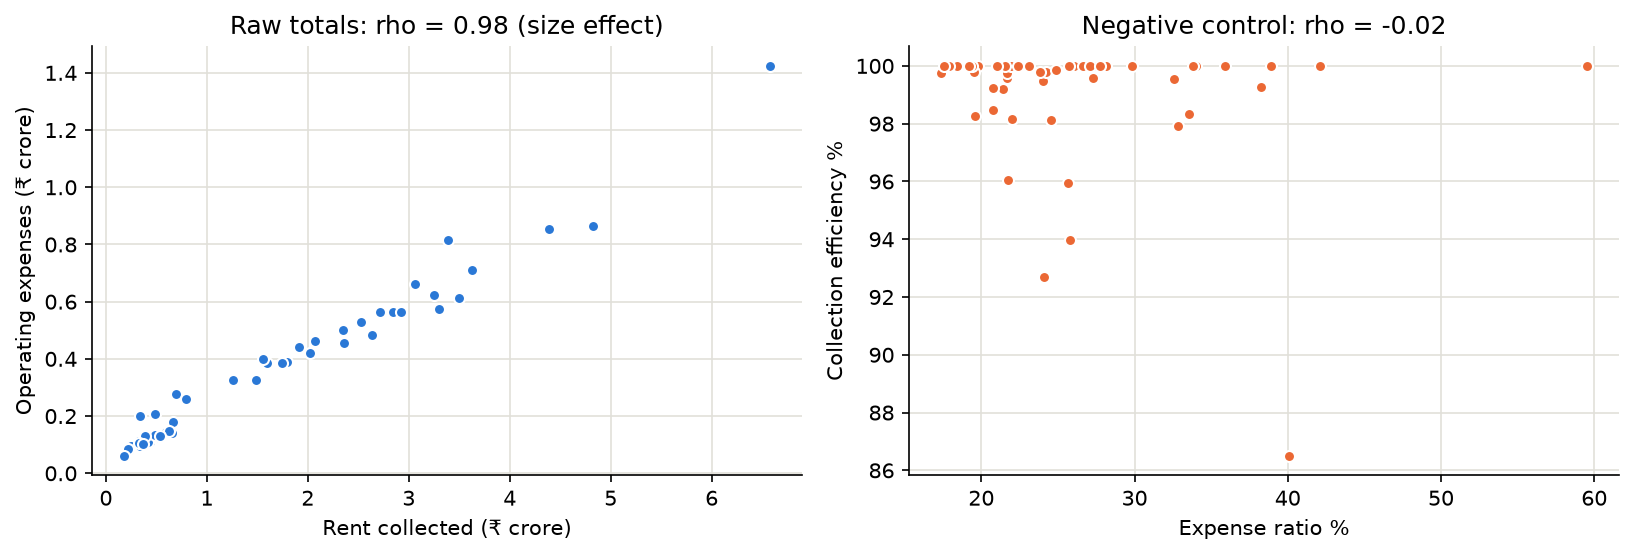 Raw totals: rho = 0.98 (size effect)
Operating expenses (₹ crore)
1.4
1.2
1.0
0.8
0.6
0.4
0.2
0.0
0 1 2 3 4 5 6
Rent collected (₹ crore)
Negative control: rho = -0.02
Collection efficiency %
100
98
96
94
92
90
88
86
20 30 40 50 60
Expense ratio %